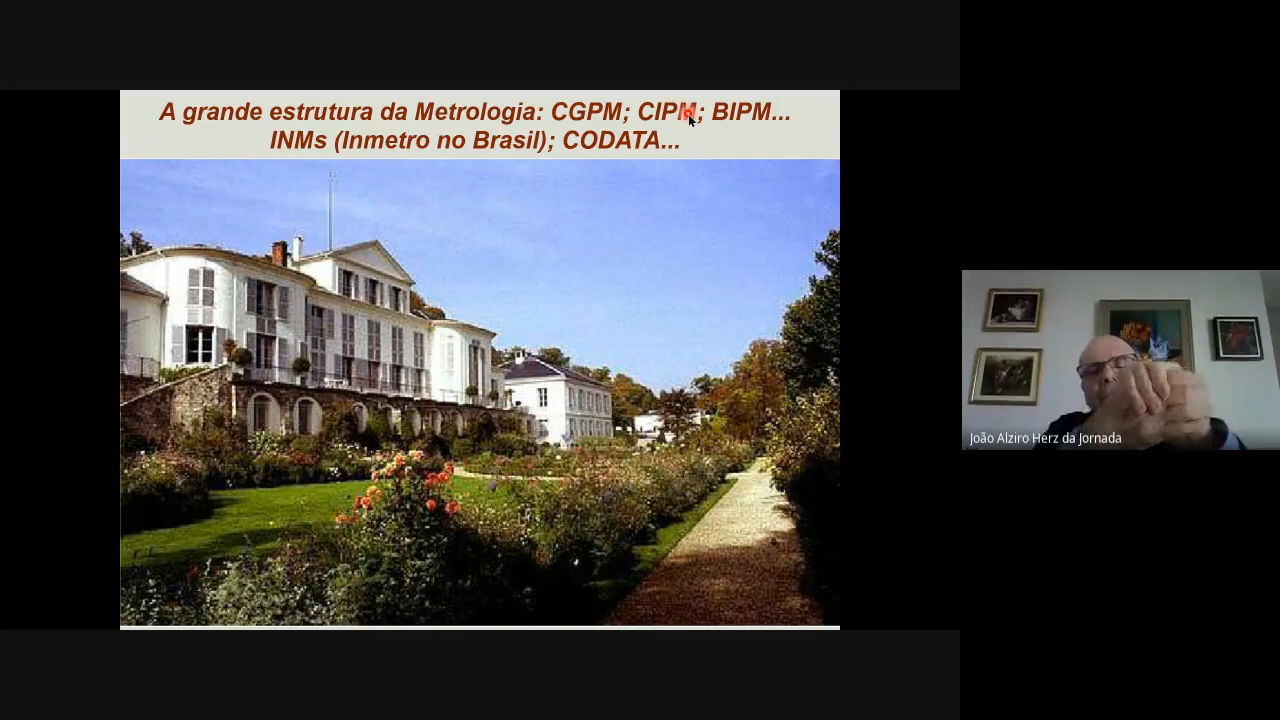 A grande estrutura da Metrologia: CGPM; CIPM; BIPM...
INMs (Inmetro no Brasil); CODATA...
João Alziro Herz da Jornada